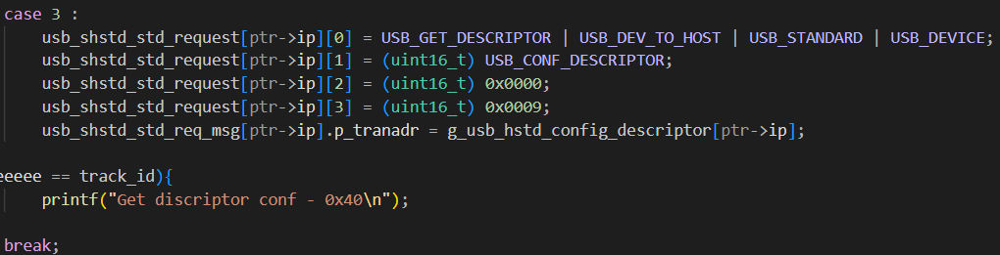 case 3 :
usb_shstd_std_request[ptr->ip][0] = USB_GET_DESCRIPTOR | USB_DEV_TO_HOST | USB_STANDARD | USB_DEVICE;
usb_shstd_std_request[ptr->ip][1] = (uint16_t) USB_CONF_DESCRIPTOR;
usb_shstd_std_request[ptr->ip][2] = (uint16_t) 0x0000;
usb_shstd_std_request[ptr->ip][3] = (uint16_t) 0x0009;
usb_shstd_std_req_msg[ptr->ip].p_tranadr = g_usb_hstd_config_descriptor[ptr->ip];
eeeee == track_id){
printf("Get discriptor conf - 0x40\n");
break;